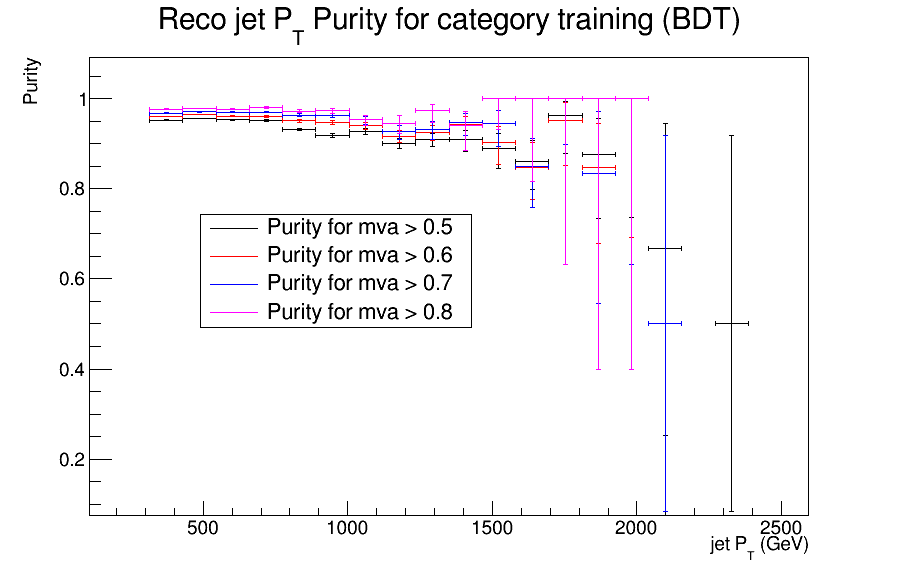 Reco jet P_T Purity for category training (BDT)
Purity
1
0.8
0.6
0.4
0.2
Purity for mva > 0.5
Purity for mva > 0.6
Purity for mva > 0.7
Purity for mva > 0.8
500 1000 1500 2000 2500
jet P_T (GeV)